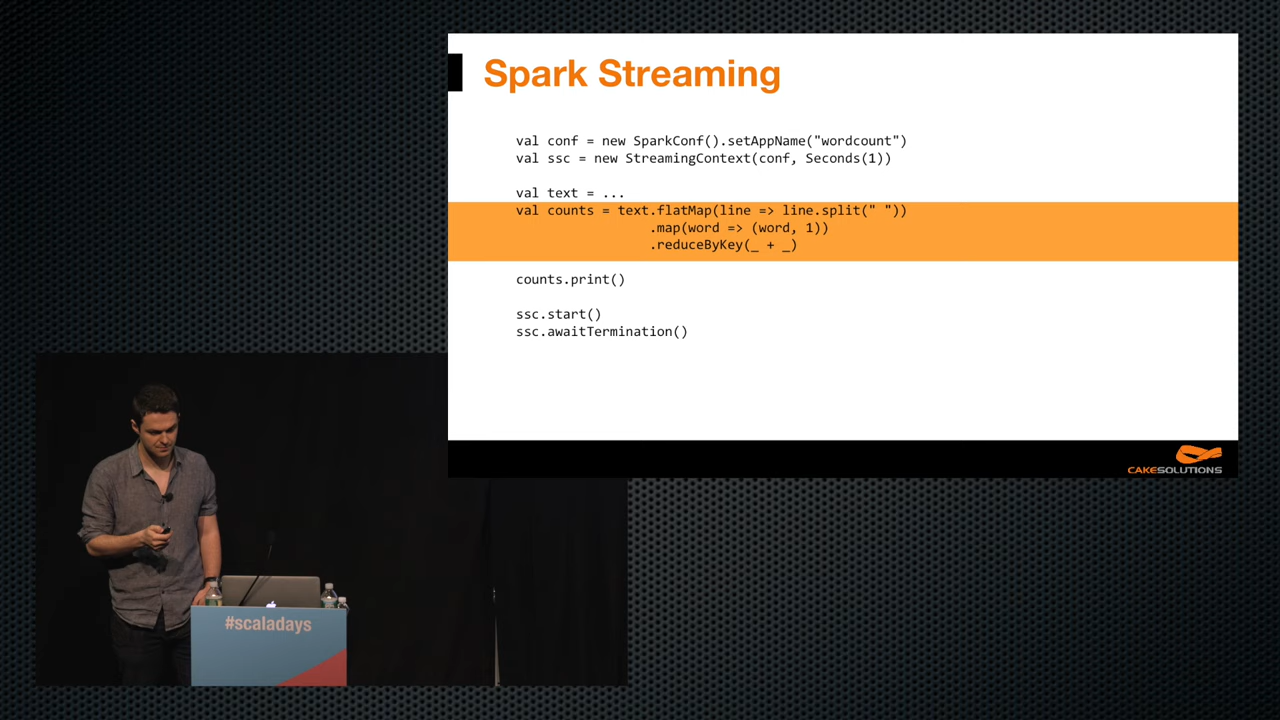 Spark Streaming
val conf = new SparkConf().setAppName("wordcount")
val ssc = new StreamingContext(conf, Seconds(1))
val text = ...
val counts = text.flatMap(line => line.split(" "))
.map(word => (word, 1))
.reduceByKey(_ + _)
counts.print()
ssc.start()
ssc.awaitTermination()
CAKESOLUTIONS
#scaladays